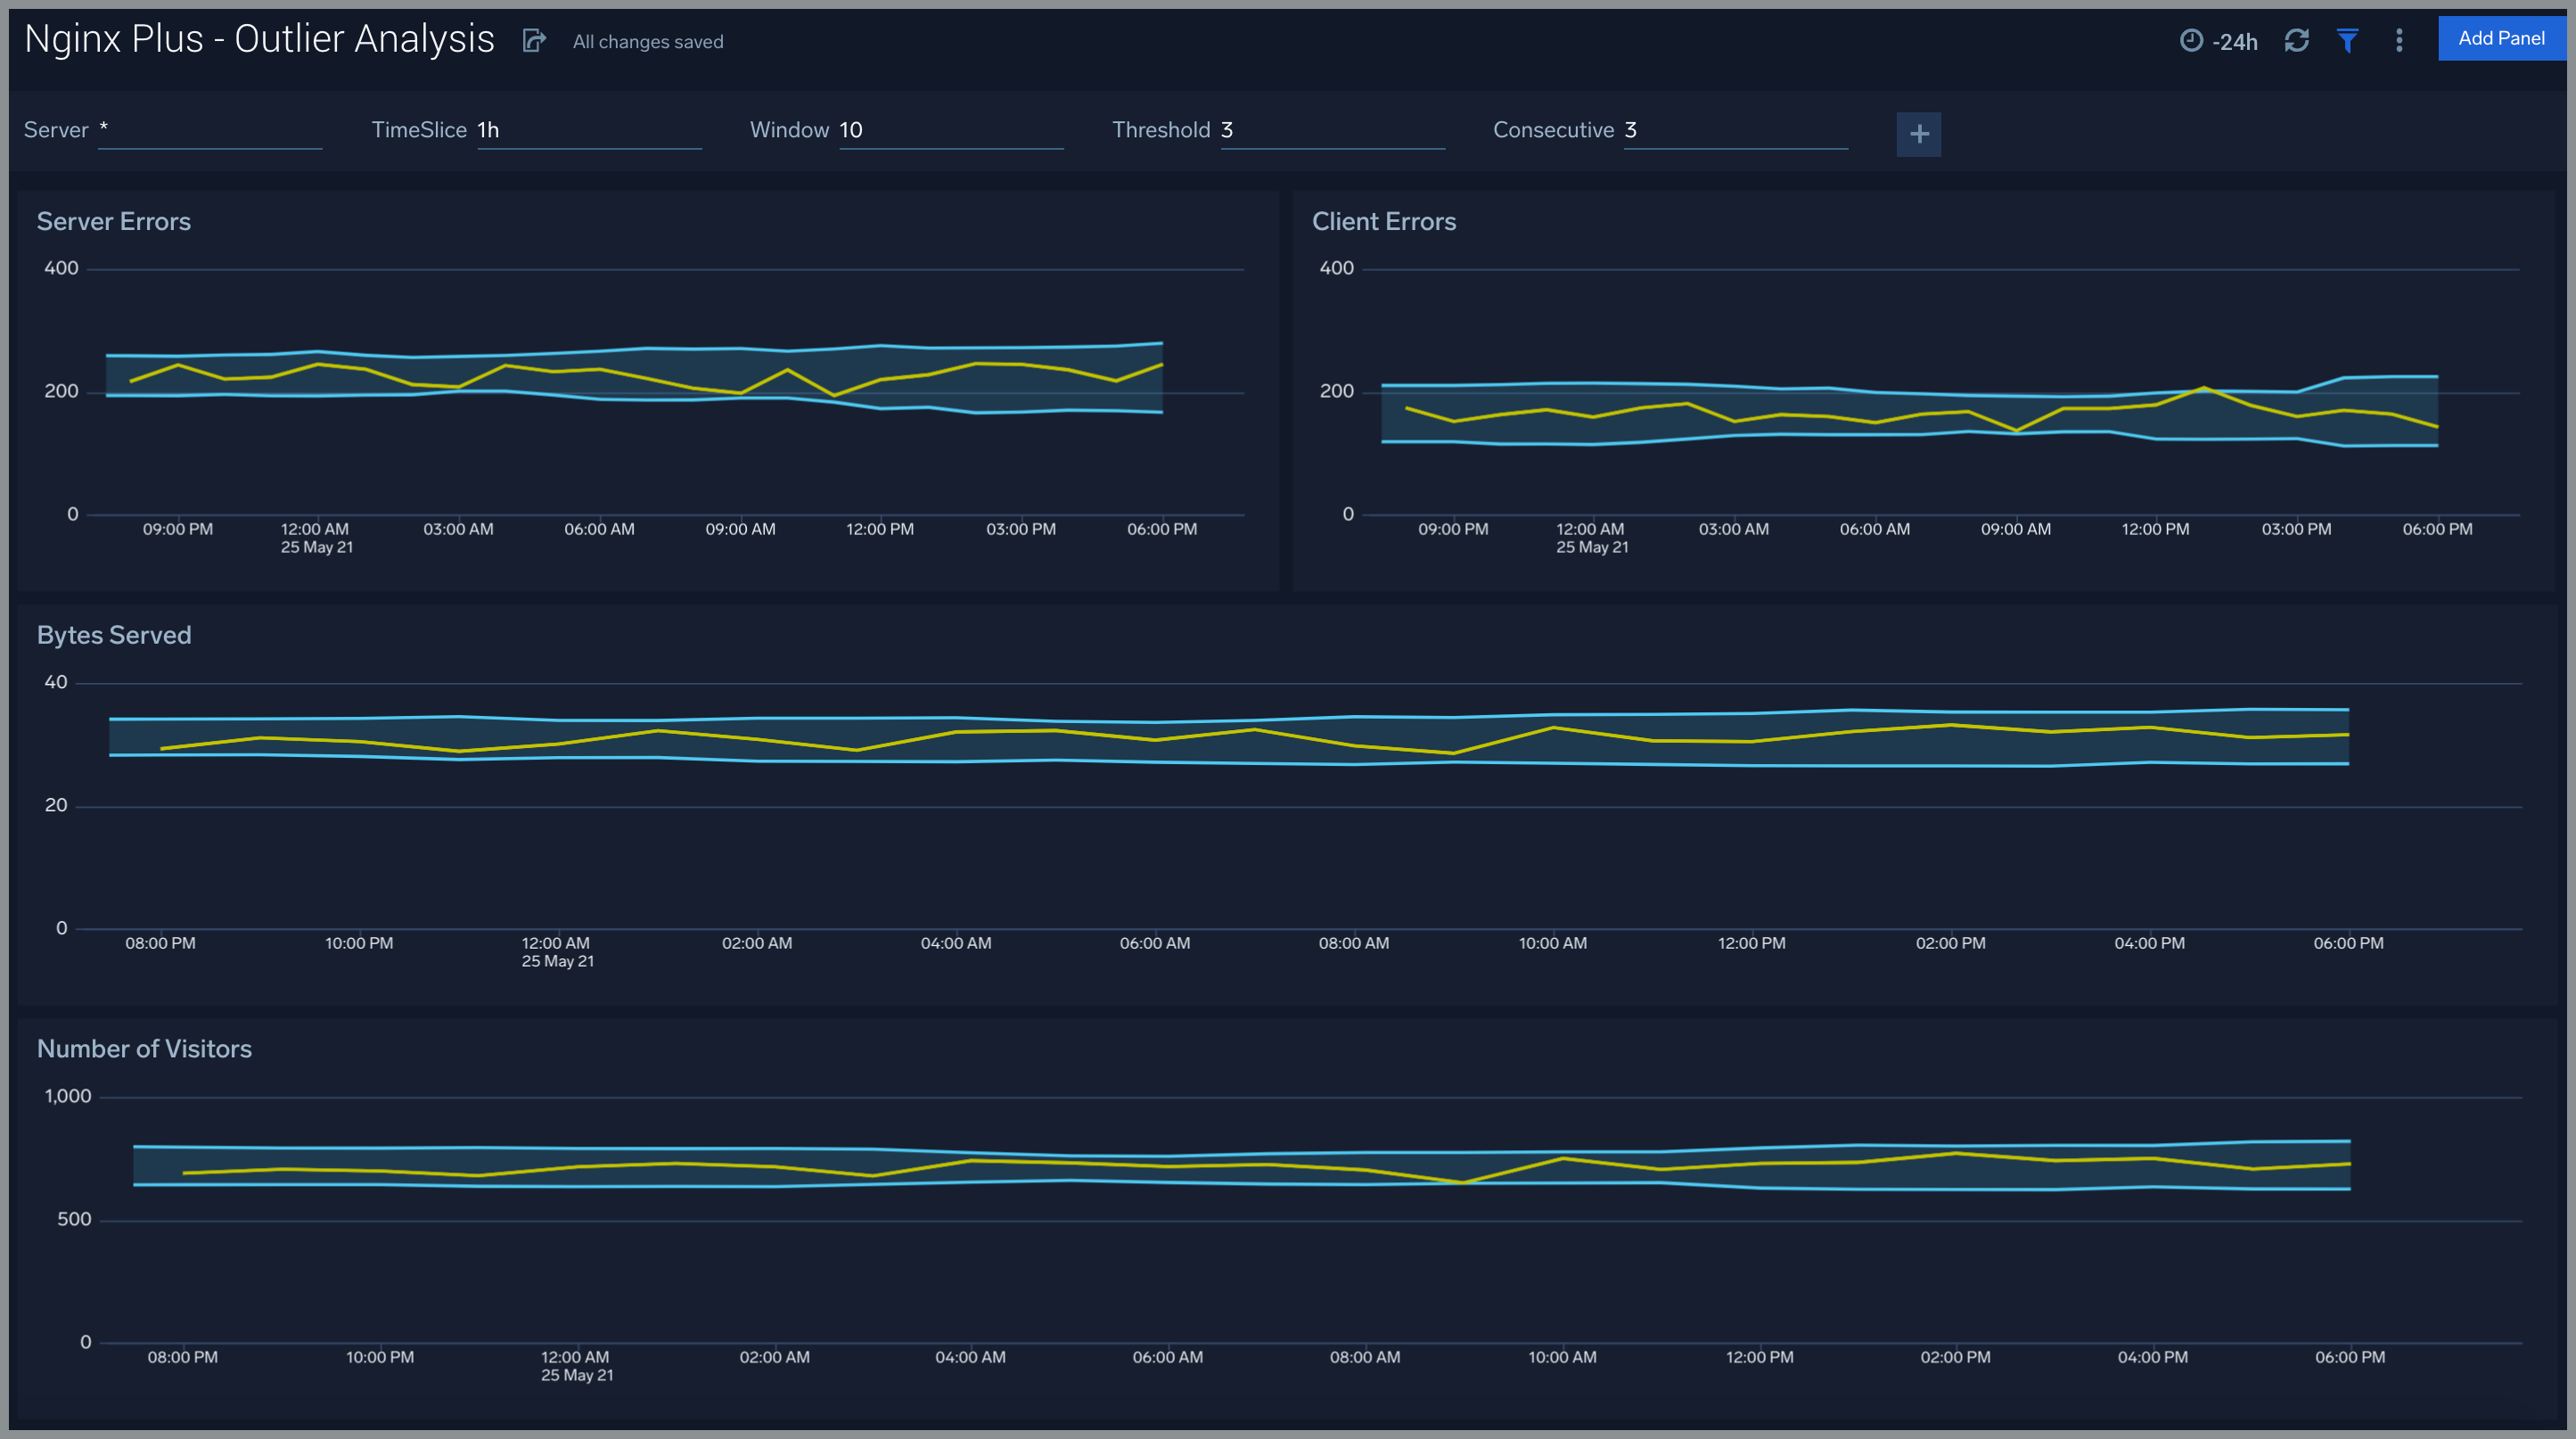 Nginx Plus - Outlier Analysis All changes saved -24h Add Panel
Server * TimeSlice 1h Window 10 Threshold 3 Consecutive 3 +
Server Errors
400
200
0
09:00 PM 12:00 AM 03:00 AM 06:00 AM 09:00 AM 12:00 PM 03:00 PM 06:00 PM
25 May 21
Client Errors
400
200
0
09:00 PM 12:00 AM 03:00 AM 06:00 AM 09:00 AM 12:00 PM 03:00 PM 06:00 PM
25 May 21
Bytes Served
40
20
0
08:00 PM 10:00 PM 12:00 AM 02:00 AM 04:00 AM 06:00 AM 08:00 AM 10:00 AM 12:00 PM 02:00 PM 04:00 PM 06:00 PM
25 May 21
Number of Visitors
1,000
500
0
08:00 PM 10:00 PM 12:00 AM 02:00 AM 04:00 AM 06:00 AM 08:00 AM 10:00 AM 12:00 PM 02:00 PM 04:00 PM 06:00 PM
25 May 21